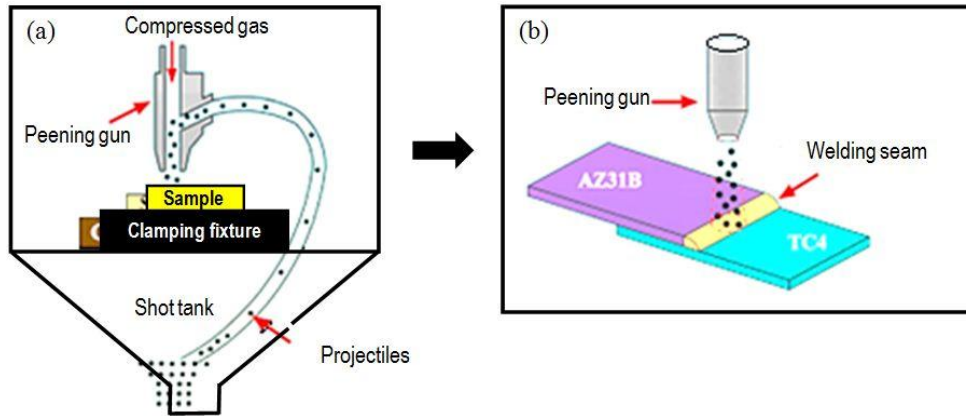 (a)
Compressed gas
Peening gun
Sample
Clamping fixture
Shot tank
Projectiles
(b)
Peening gun
Welding seam
AZ31B
TC4